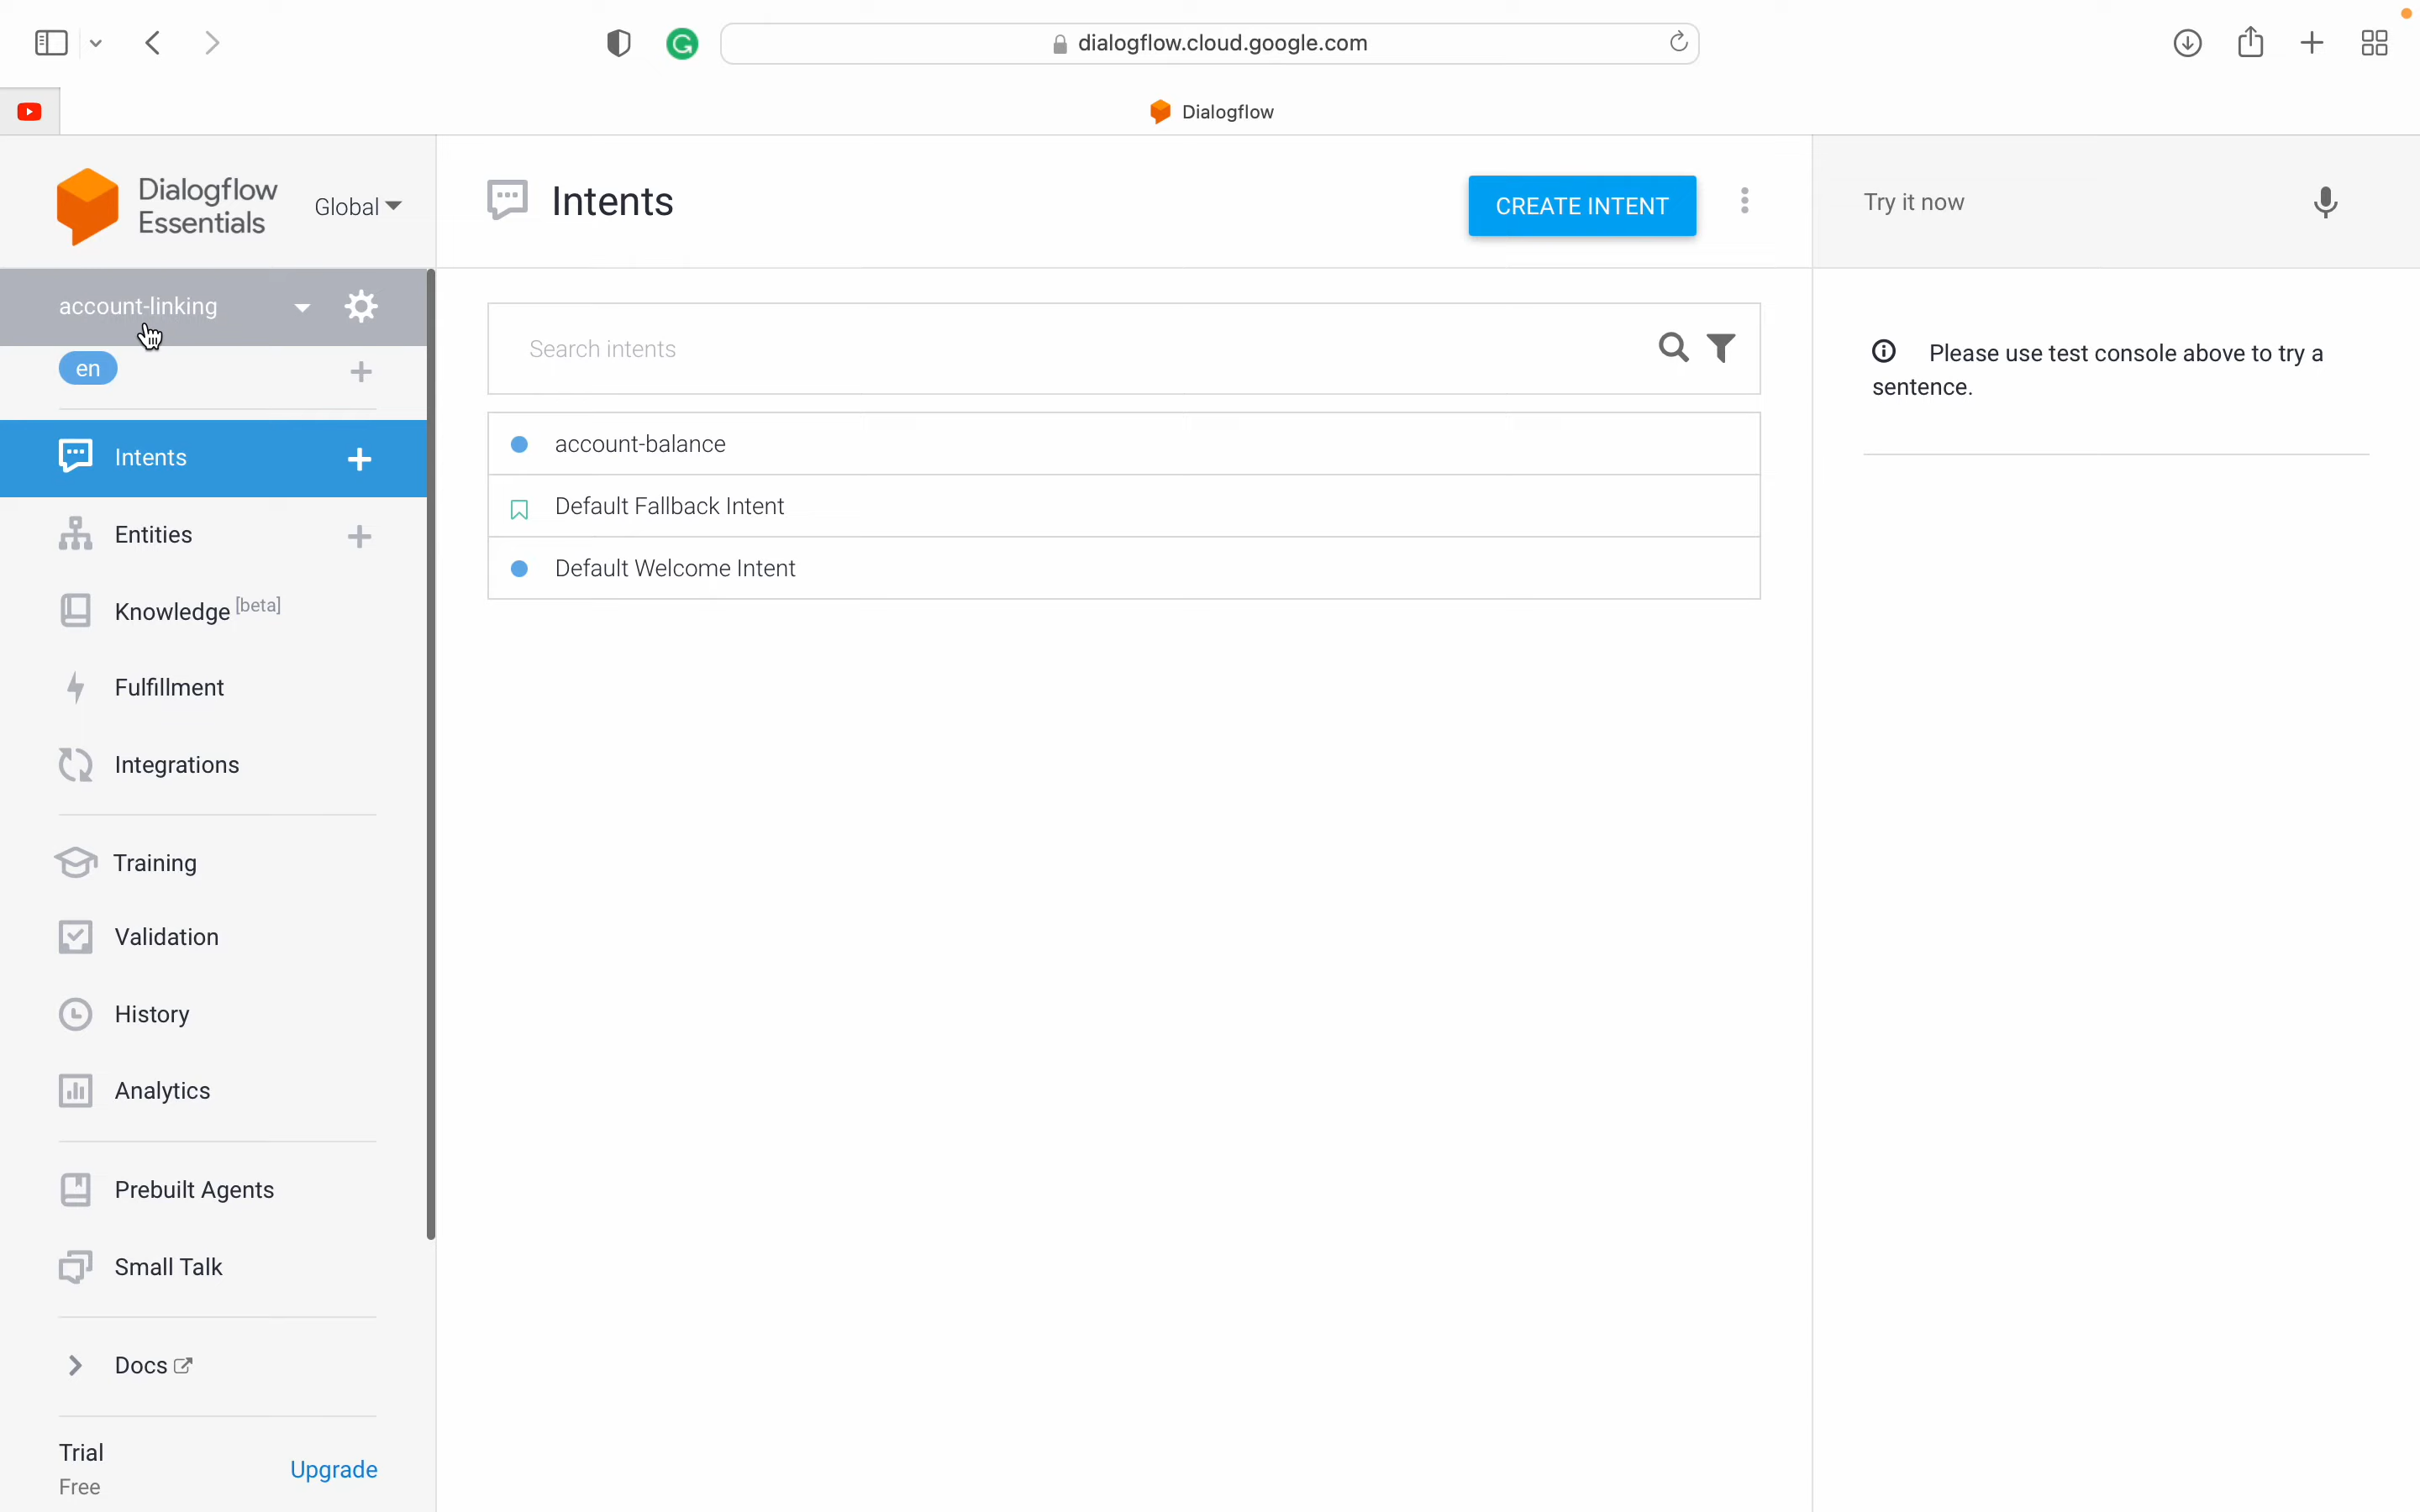 dialogflow.cloud.google.com
Dialogflow
Dialogflow
Essentials
Global
Intents
CREATE INTENT
Try it now
account-linking
en
Intents
Entities
Knowledge [beta]
Fulfillment
Integrations
Training
Validation
History
Analytics
Prebuilt Agents
Small Talk
Docs
Trial
Free
Upgrade
Search intents
account-balance
Default Fallback Intent
Default Welcome Intent
Please use test console above to try a
sentence.